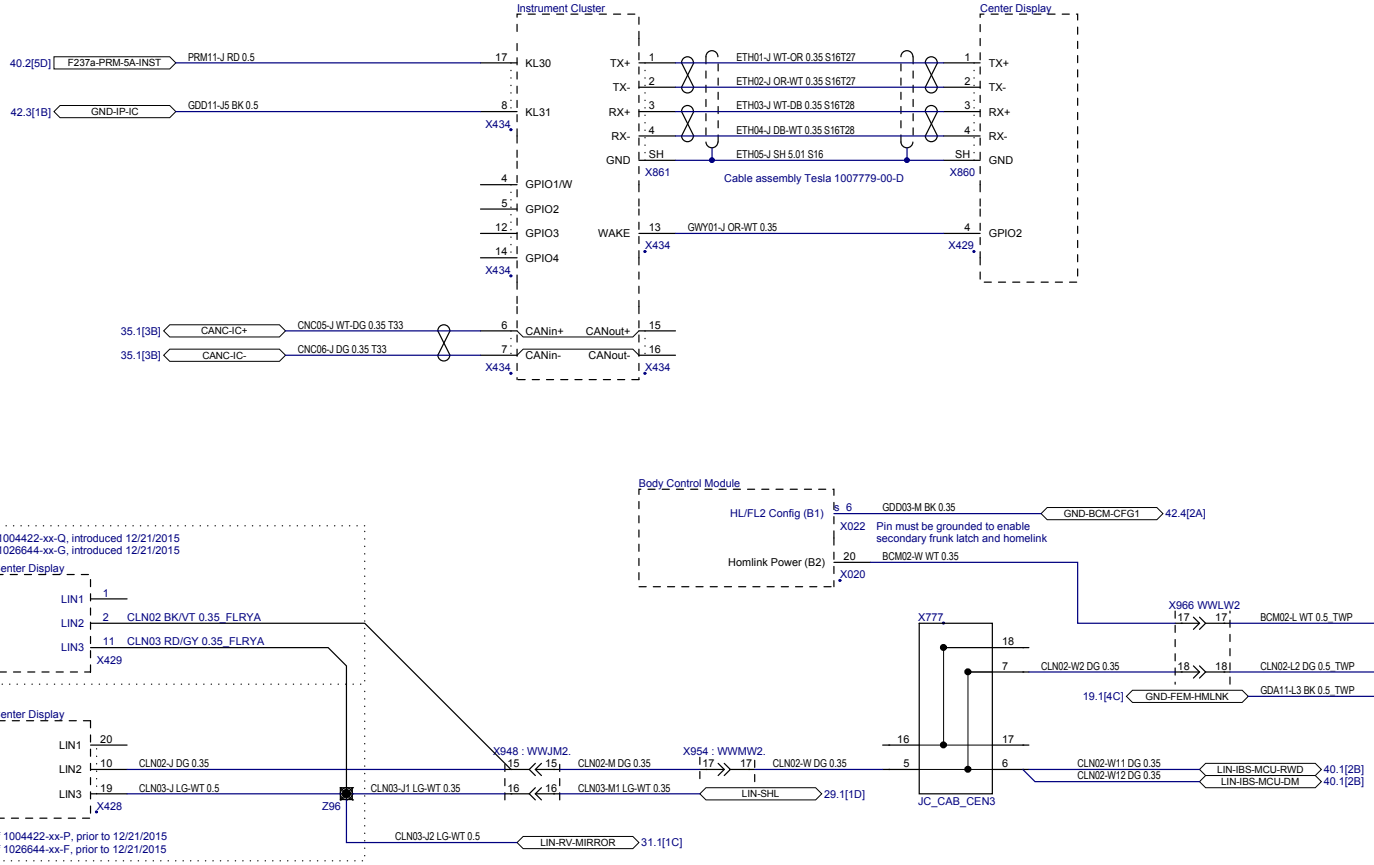 Instrument Cluster
Center Display
40.2[5D] F237a-PRM-5A-INST PRM11-J RD 0.5 17 KL30 TX+ 1 ETH01-J WT-OR 0.35 S16T27 1 TX+
TX- 2 ETH02-J OR-WT 0.35 S16T27 2 TX-
42.3[1B] GND-IP-IC GDD11-J5 BK 0.5 8 KL31 RX+ 3 ETH03-J WT-DB 0.35 S16T28 3 RX+
X434 RX- 4 ETH04-J DB-WT 0.35 S16T28 4 RX-
GND SH ETH05-J SH 5.01 S16 SH GND
X861 Cable assembly Tesla 1007779-00-D X860
4 GPIO1/W
5 GPIO2
12 GPIO3 WAKE 13 GWY01-J OR-WT 0.35 4 GPIO2
X434 X429
14 GPIO4
X434
35.1[3B] CANC-IC+ CNC05-J WT-DG 0.35 T33 6 CANin+ CANout+ 15
35.1[3B] CANC-IC- CNC06-J DG 0.35 T33 7 CANin- CANout- 16
X434 X434
Body Control Module
HL/FL2 Config (B1) s 6 GDD03-M BK 0.35 GND-BCM-CFG1 42.4[2A]
X022 Pin must be grounded to enable
secondary frunk latch and homelink
Homlink Power (B2) 20 BCM02-W WT 0.35
X020
1004422-xx-Q, introduced 12/21/2015
1026644-xx-G, introduced 12/21/2015
enter Display
LIN1 1
LIN2 2 CLN02 BK/VT 0.35_FLRYA
LIN3 11 CLN03 RD/GY 0.35_FLRYA
X429
X777
X966 WWLW2
17 17 BCM02-L WT 0.5_TWP
18
7 CLN02-W2 DG 0.35 18 18 CLN02-L2 DG 0.5_TWP
19.1[4C] GND-FEM-HMLNK GDA11-L3 BK 0.5_TWP
enter Display
LIN1 20
X948 : WWJM2. X954 : WWMW2. 16 17
LIN2 10 CLN02-J DG 0.35 15 15 CLN02-M DG 0.35 17 17 CLN02-W DG 0.35 5 6 CLN02-W11 DG 0.35 LIN-IBS-MCU-RWD 40.1[2B]
CLN02-W12 DG 0.35 LIN-IBS-MCU-DM 40.1[2B]
LIN3 19 CLN03-J LG-WT 0.5 CLN03-J1 LG-WT 0.35 16 16 CLN03-M1 LG-WT 0.35 LIN-SHL 29.1[1D]
X428 Z96 JC_CAB_CEN3
1004422-xx-P, prior to 12/21/2015
1026644-xx-F, prior to 12/21/2015
CLN03-J2 LG-WT 0.5 LIN-RV-MIRROR 31.1[1C]